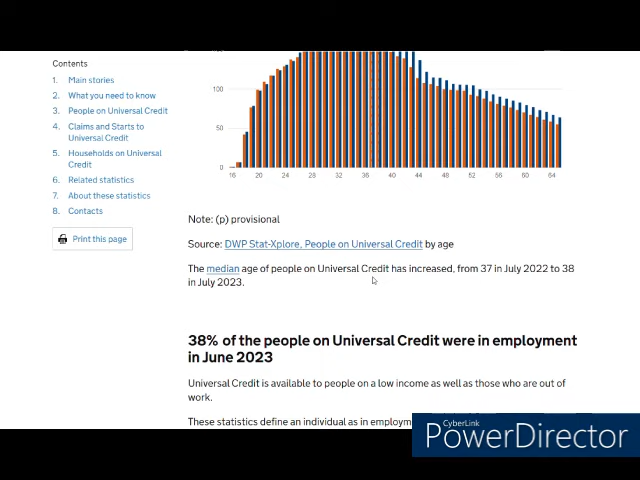 Contents
1. Main stories
2. What you need to know
3. People on Universal Credit
4. Claims and Starts to
Universal Credit
5. Households on Universal
Credit
6. Related statistics
7. About these statistics
8. Contacts
Print this page
100
50
0
16 20 24 28 32 36 40 44 48 52 56 60 64
Note: (p) provisional
Source: DWP Stat-Xplore, People on Universal Credit by age
The median age of people on Universal Credit has increased, from 37 in July 2022 to 38
in July 2023.
38% of the people on Universal Credit were in employment
in June 2023
Universal Credit is available to people on a low income as well as those who are out of
work.
These statistics define an individual as in employm
CyberLink
PowerDirector